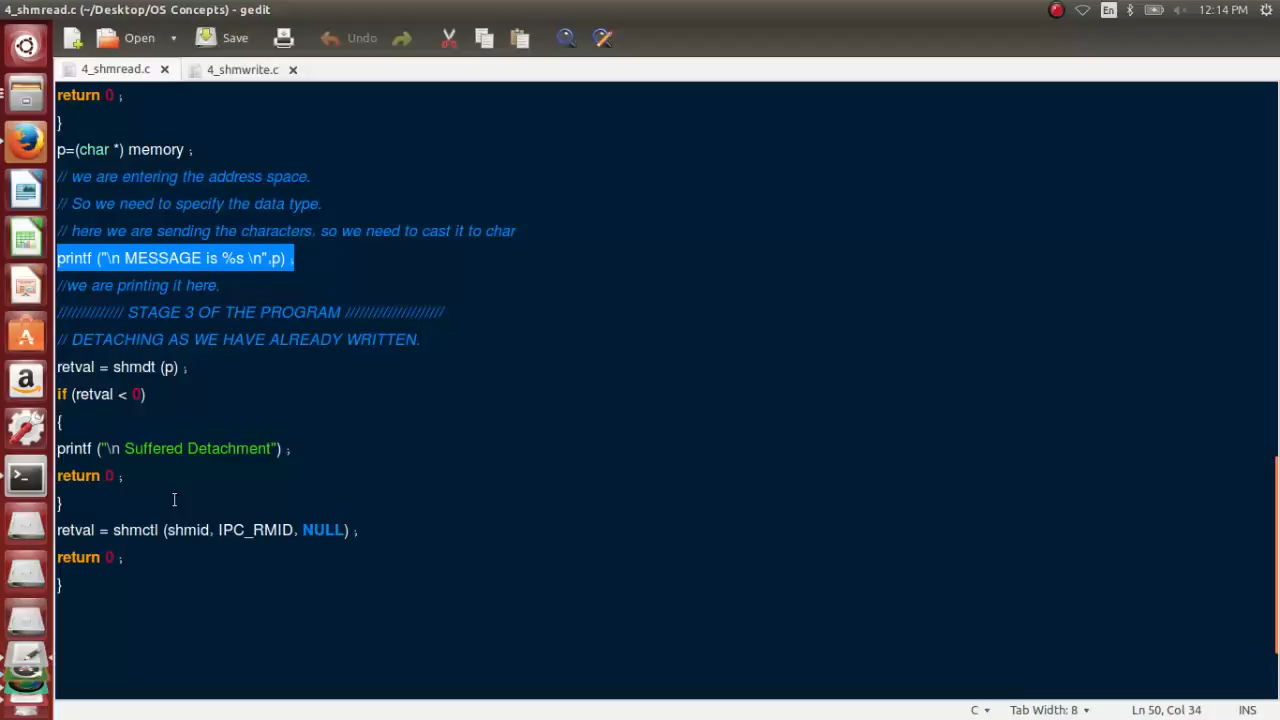 4_shmread.c (~/Desktop/OS Concepts) - gedit
En
12:14 PM
Open
Save
Undo
4_shmread.c
4_shmwrite.c
return 0 ;
}
p=(char *) memory ;
// we are entering the address space.
// So we need to specify the data type.
// here we are sending the characters, so we need to cast it to char
printf ("\n MESSAGE is %s \n",p) ;
//we are printing it here.
////////////// STAGE 3 OF THE PROGRAM /////////////////////
// DETACHING AS WE HAVE ALREADY WRITTEN.
retval = shmdt (p) ;
if (retval < 0)
{
printf ("\n Suffered Detachment") ;
return 0 ;
}
retval = shmctl (shmid, IPC_RMID, NULL) ;
return 0 ;
}
C
Tab Width: 8
Ln 50, Col 34
INS